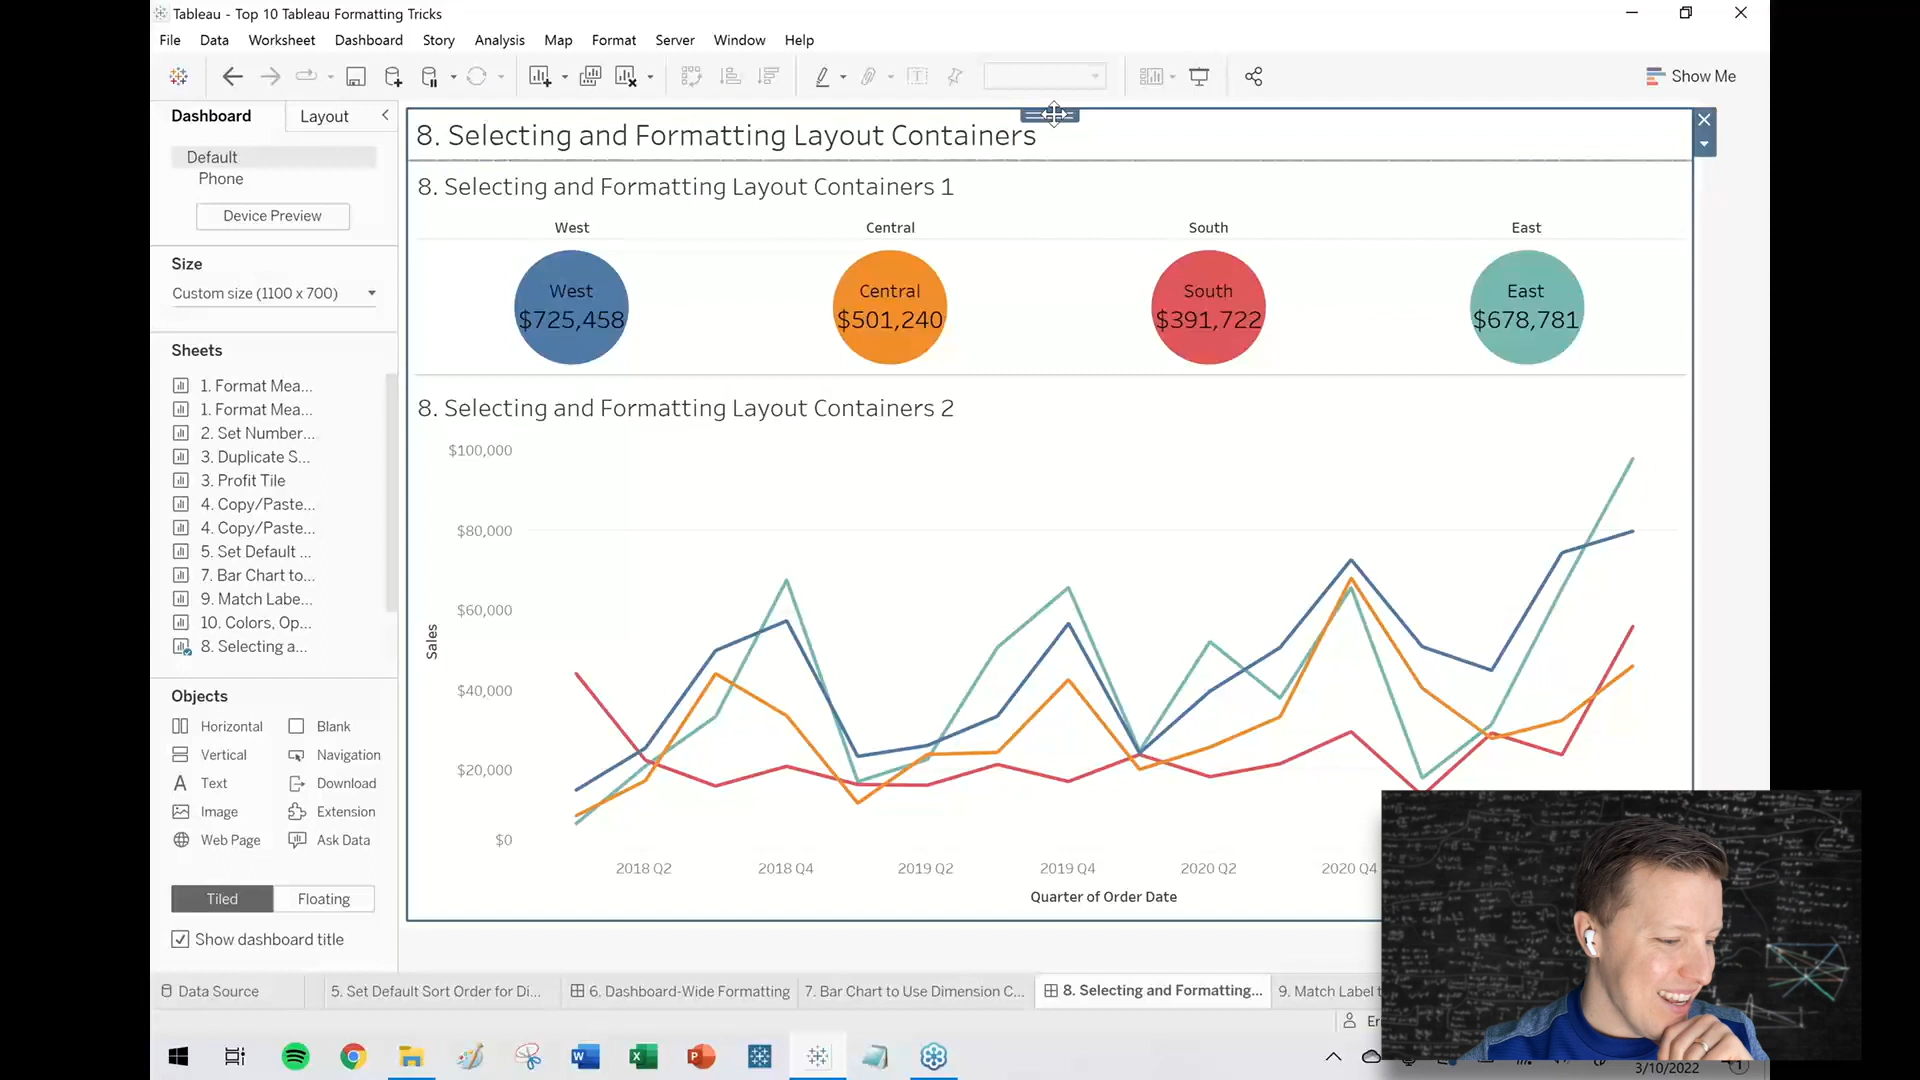 Tableau - Top 10 Tableau Formatting Tricks
File Data Worksheet Dashboard Story Analysis Map Format Server Window Help
Show Me
Dashboard Layout
Default
Phone
Device Preview
Size
Custom size (1100 x 700)
Sheets
1. Format Mea...
1. Format Mea...
2. Set Number...
3. Duplicate S...
3. Profit Tile
4. Copy/Paste...
4. Copy/Paste...
5. Set Default ...
7. Bar Chart to...
9. Match Labe...
10. Colors, Op...
8. Selecting a...
Objects
Horizontal Blank
Vertical Navigation
Text Download
Image Extension
Web Page Ask Data
Tiled Floating
Show dashboard title
8. Selecting and Formatting Layout Containers
8. Selecting and Formatting Layout Containers 1
West Central South East
West Central South East
$725,458 $501,240 $391,722 $678,781
8. Selecting and Formatting Layout Containers 2
$100,000
$80,000
$60,000
$40,000
$20,000
$0
Sales
2018 Q2 2018 Q4 2019 Q2 2019 Q4 2020 Q2 2020 Q4
Quarter of Order Date
Data Source 5. Set Default Sort Order for Di... 6. Dashboard-Wide Formatting 7. Bar Chart to Use Dimension C... 8. Selecting and Formatting... 9. Match Label t
3/10/2022